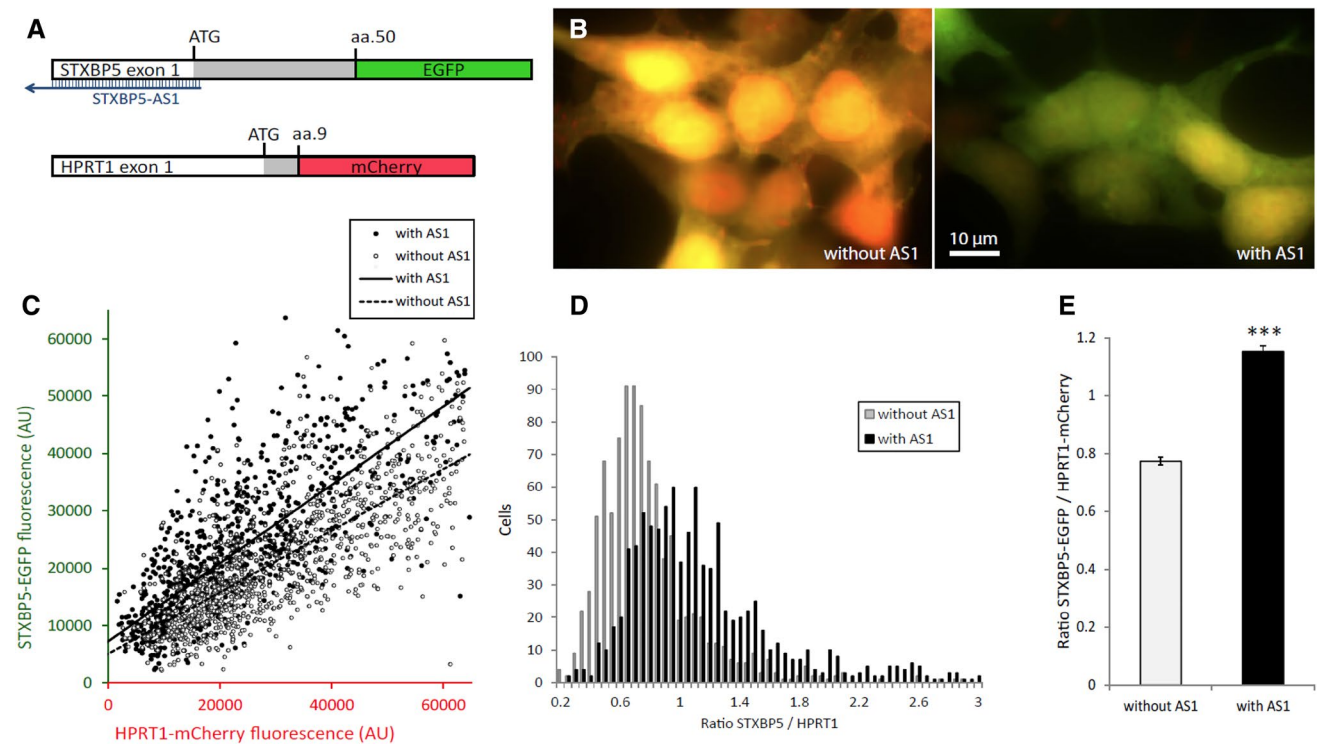 A
ATG
aa.50
STXBP5 exon 1
EGFP
STXBP5-AS1
ATG
aa.9
HPRT1 exon 1
mCherry
B
without AS1
10 µm
with AS1
C
with AS1
without AS1
with AS1
without AS1
STXBP5-EGFP fluorescence (AU)
60000
50000
40000
30000
20000
10000
0
0 20000 40000 60000
HPRT1-mCherry fluorescence (AU)
D
Cells
100
90
80
70
60
50
40
30
20
10
0
without AS1
with AS1
0.2 0.6 1 1.4 1.8 2.2 2.6 3
Ratio STXBP5 / HPRT1
E
Ratio STXBP5-EGFP / HPRT1-mCherry
1.2
1
0.8
0.6
0.4
0.2
0
***
without AS1 with AS1